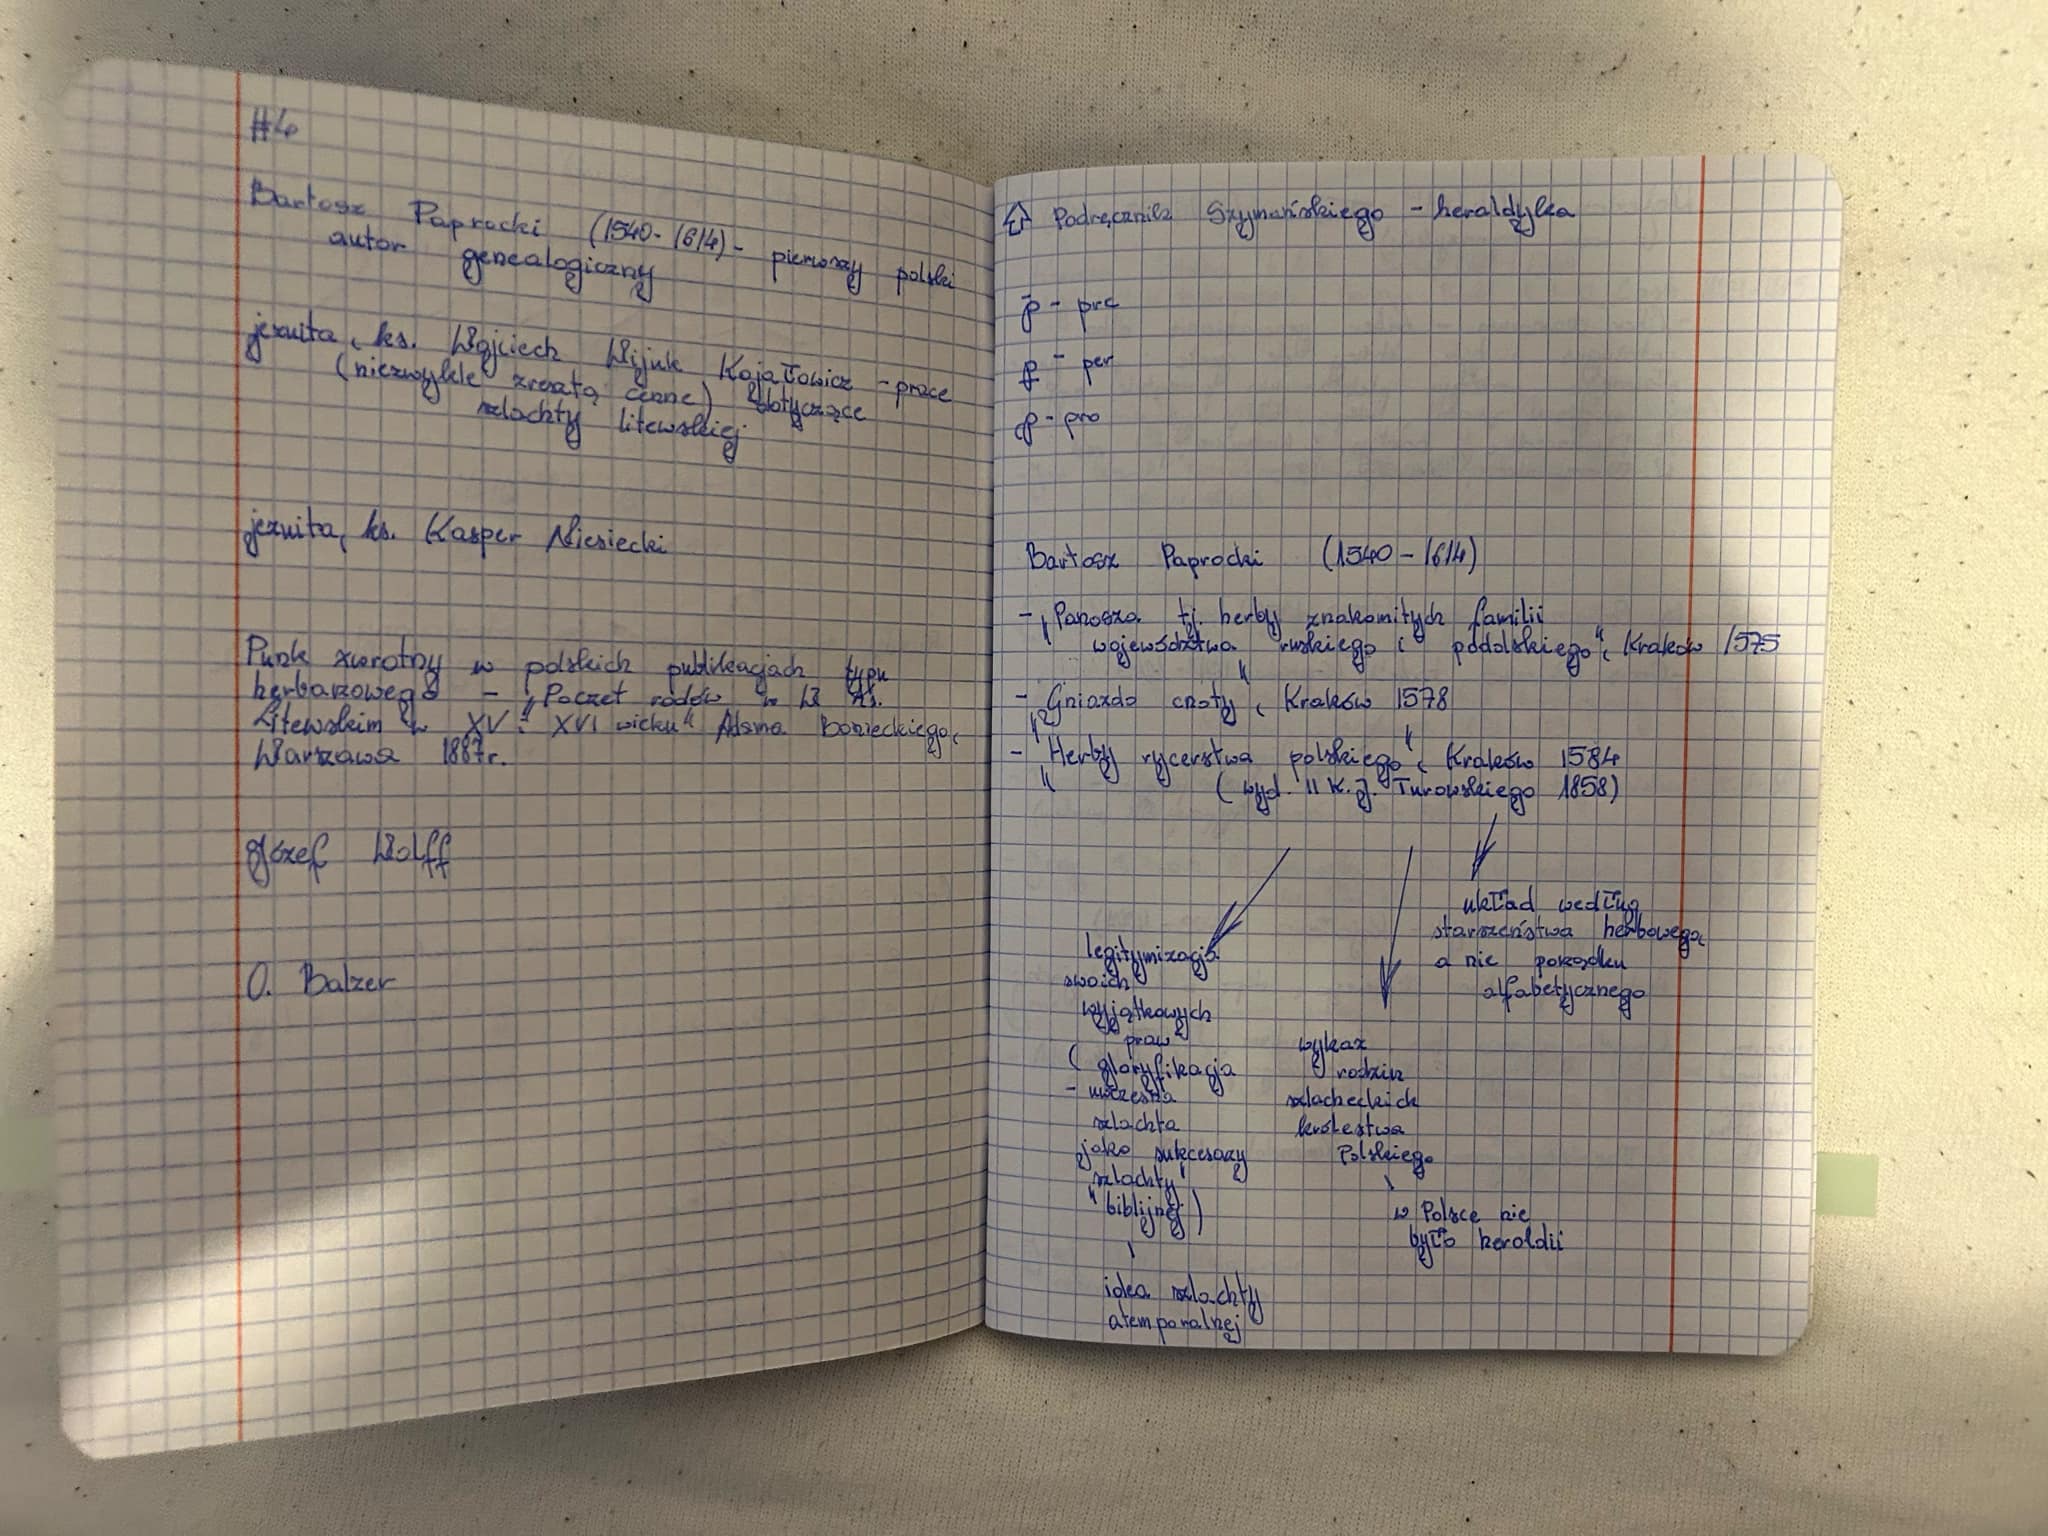 #4
Bartosz Paprocki (1540-1614) - pierwszy polski
autor genealogiczny
jezuita, ks. Wojciech Wijuk Kojałowicz - prace
(niezwykle zresztą cenne) dotyczące
szlachty litewskiej
jezuita, ks. Kasper Niesiecki
Punk zwrotny w polskich publikacjach typu
herbarzowego - „Poczet rodów w W. Ks.
Litewskim w XV i XVI wieku" Adama Bonieckiego,
Warszawa 1887r.
Józef Wolff
O. Balzer
⇧ Podręcznik Szymańskiego - heraldyka
p̄ - pre
ꝑ - per
ꝓ - pro
Bartosz Paprocki (1540-1614)
- „Panosza tj. herby znakomitych familii
województwa ruskiego i podolskiego", Kraków 1575
- „Gniazdo cnoty", Kraków 1578
- „Herby rycerstwa polskiego", Kraków 1584
(wyd. II K. J. Turowskiego 1858)
legitymizacja
swoich
wyjątkowych
praw
(gloryfikacja
- uwczesna
szlachta
jako sukcesorzy
szlachty
„biblijnej")
idea szlachty
atemporalnej
wykaz
rodzin
szlacheckich
królestwa
Polskiego
w Polsce nie
było heroldii
układ według
starszeństwa herbowego,
a nie porządku
alfabetycznego